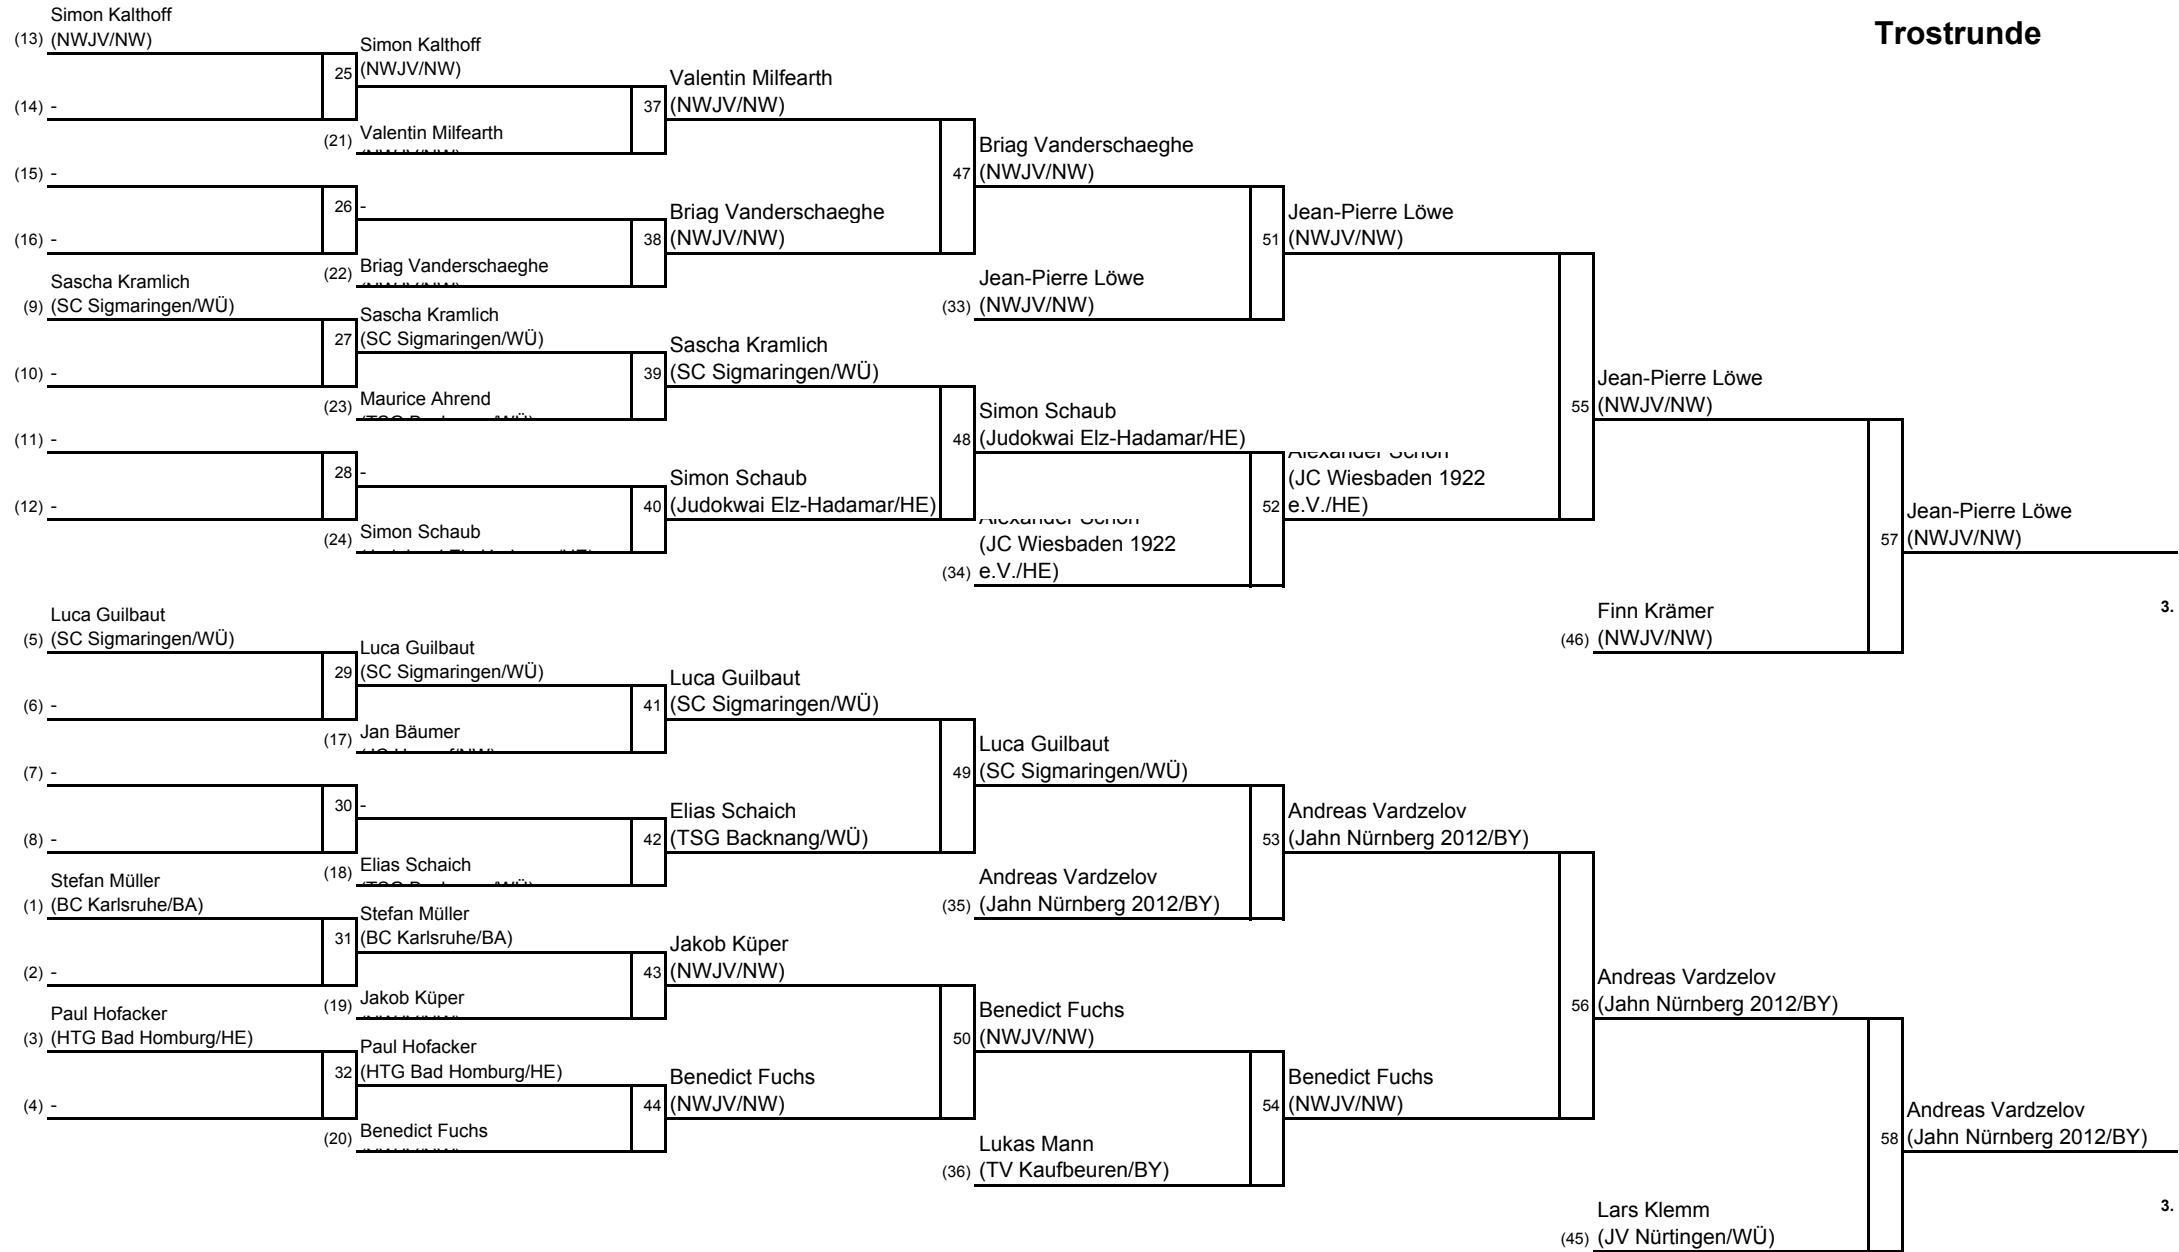 Trostrunde
Simon Kalthoff
(13) (NWJV/NW)
(14) -
(15) -
(16) -
Sascha Kramlich
(9) (SC Sigmaringen/WÜ)
(10) -
(11) -
(12) -
Luca Guilbaut
(5) (SC Sigmaringen/WÜ)
(6) -
(7) -
(8) -
Stefan Müller
(1) (BC Karlsruhe/BA)
(2) -
Paul Hofacker
(3) (HTG Bad Homburg/HE)
(4) -
Simon Kalthoff
25 (NWJV/NW)
(21) Valentin Milfearth
26 -
(22) Briag Vanderschaeghe
Sascha Kramlich
27 (SC Sigmaringen/WÜ)
(23) Maurice Ahrend
28 -
(24) Simon Schaub
Luca Guilbaut
29 (SC Sigmaringen/WÜ)
(17) Jan Bäumer
30 -
(18) Elias Schaich
Stefan Müller
31 (BC Karlsruhe/BA)
(19) Jakob Küper
Paul Hofacker
32 (HTG Bad Homburg/HE)
(20) Benedict Fuchs
Valentin Milfearth
37 (NWJV/NW)
Briag Vanderschaeghe
38 (NWJV/NW)
Sascha Kramlich
39 (SC Sigmaringen/WÜ)
Simon Schaub
40 (Judokwai Elz-Hadamar/HE)
Luca Guilbaut
41 (SC Sigmaringen/WÜ)
Elias Schaich
42 (TSG Backnang/WÜ)
Jakob Küper
43 (NWJV/NW)
Benedict Fuchs
44 (NWJV/NW)
Briag Vanderschaeghe
47 (NWJV/NW)
Jean-Pierre Löwe
(33) (NWJV/NW)
Simon Schaub
48 (Judokwai Elz-Hadamar/HE)
(JC Wiesbaden 1922
(34) e.V./HE)
Luca Guilbaut
49 (SC Sigmaringen/WÜ)
Andreas Vardzelov
(35) (Jahn Nürnberg 2012/BY)
Benedict Fuchs
50 (NWJV/NW)
Lukas Mann
(36) (TV Kaufbeuren/BY)
Jean-Pierre Löwe
51 (NWJV/NW)
(JC Wiesbaden 1922
52 e.V./HE)
Andreas Vardzelov
53 (Jahn Nürnberg 2012/BY)
Benedict Fuchs
54 (NWJV/NW)
Jean-Pierre Löwe
55 (NWJV/NW)
Finn Krämer
(46) (NWJV/NW)
Andreas Vardzelov
56 (Jahn Nürnberg 2012/BY)
Lars Klemm
(45) (JV Nürtingen/WÜ)
Jean-Pierre Löwe
57 (NWJV/NW)
3.
Andreas Vardzelov
58 (Jahn Nürnberg 2012/BY)
3.